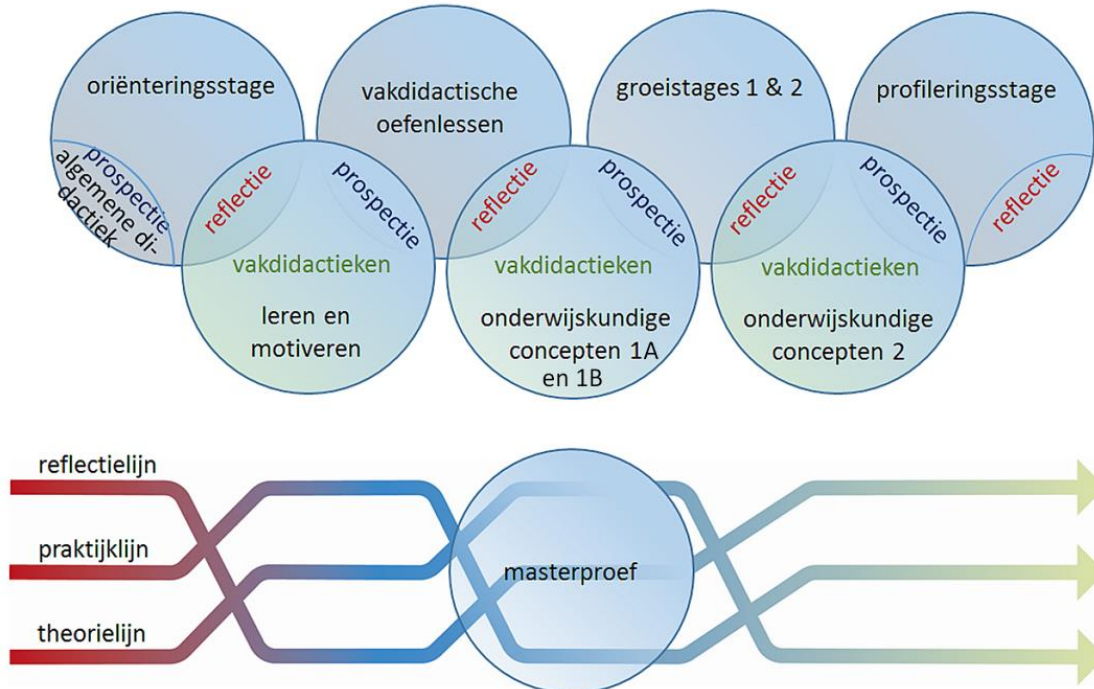 oriënteringsstage
vakdidactische
oefenlessen
groeistages 1 & 2
profileringsstage
prospectie
algemene di-
dactiek
reflectie
prospectie
reflectie
prospectie
reflectie
prospectie
reflectie
vakdidactieken
leren en
motiveren
vakdidactieken
onderwijskundige
concepten 1A
en 1B
vakdidactieken
onderwijskundige
concepten 2
reflectielijn
praktijklijn
masterproef
theorielijn